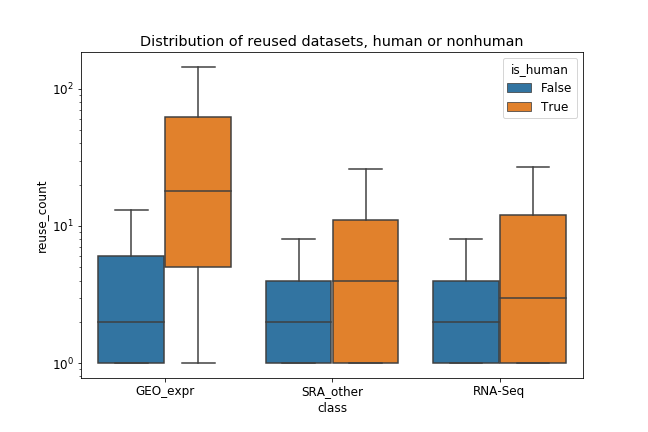 Distribution of reused datasets, human or nonhuman
is_human
False
True
reuse_count
10²
10¹
10⁰
GEO_expr SRA_other RNA-Seq
class